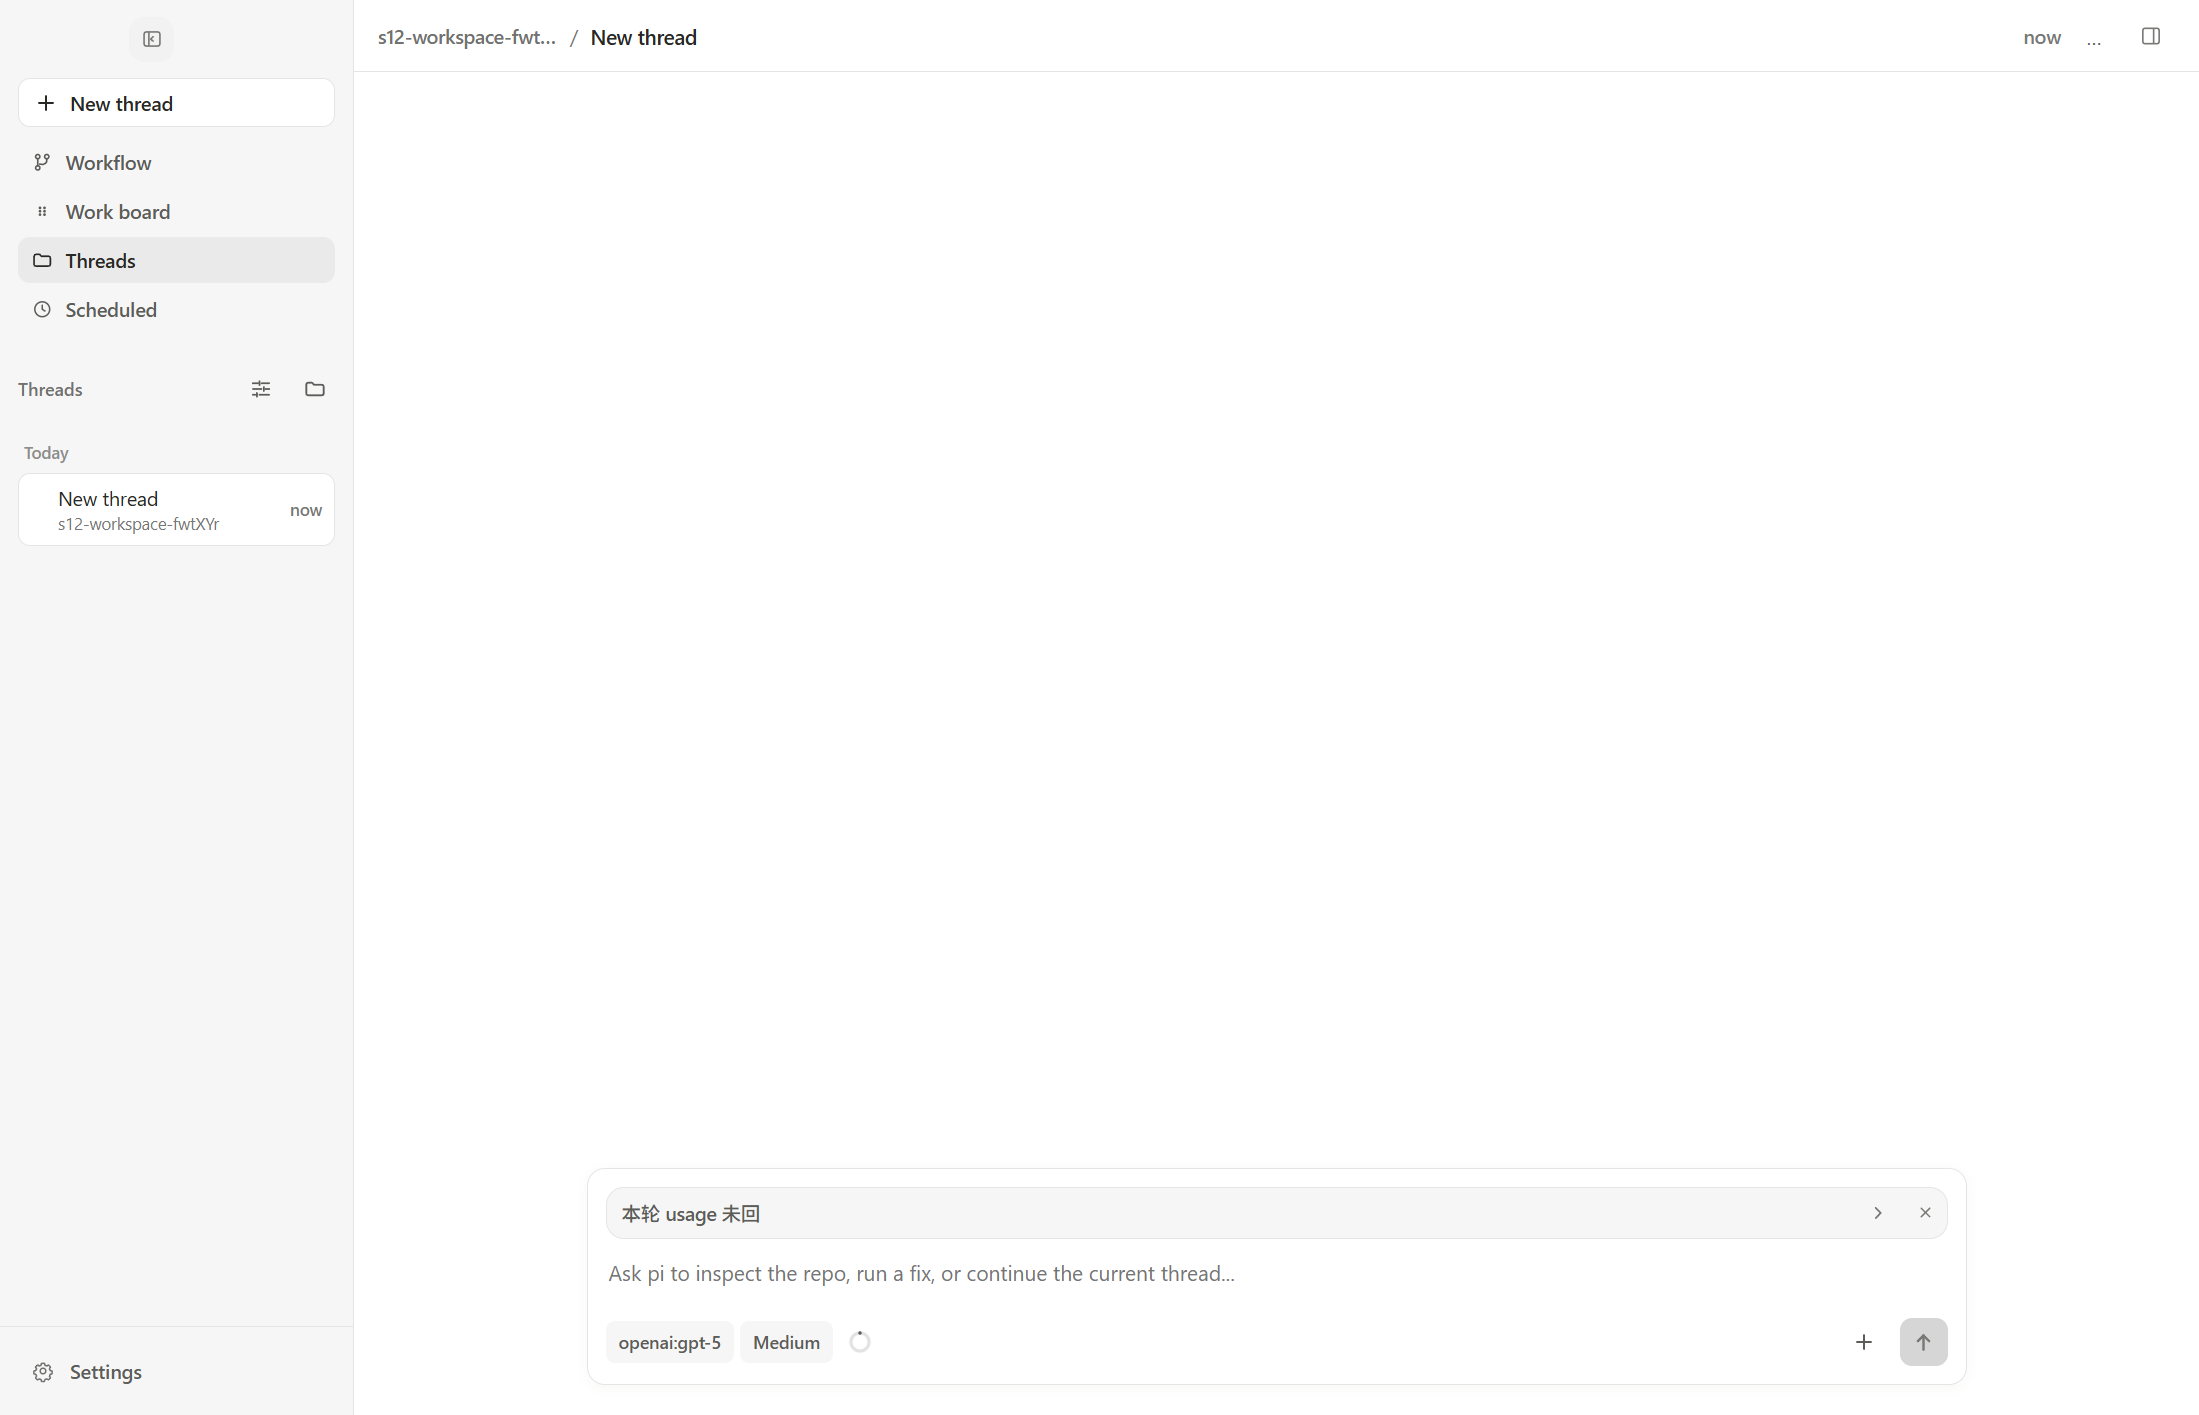 New thread
Workflow
Work board
Threads
Scheduled
Threads
Today
New thread
s12-workspace-fwtXYr
now
Settings
s12-workspace-fwt... / New thread
now
...
本轮 usage 未回
Ask pi to inspect the repo, run a fix, or continue the current thread...
openai:gpt-5
Medium